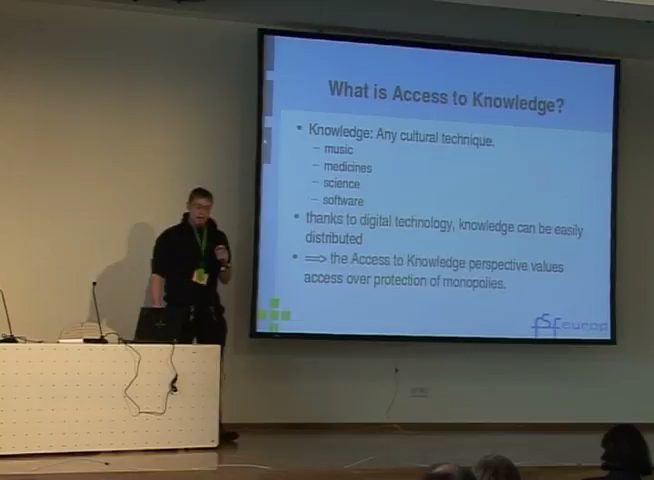 What is Access to Knowledge?
• Knowledge: Any cultural technique.
– music
– medicines
– science
– software
• thanks to digital technology, knowledge can be easily
distributed
• ==> the Access to Knowledge perspective values
access over protection of monopolies.
fsfeurope